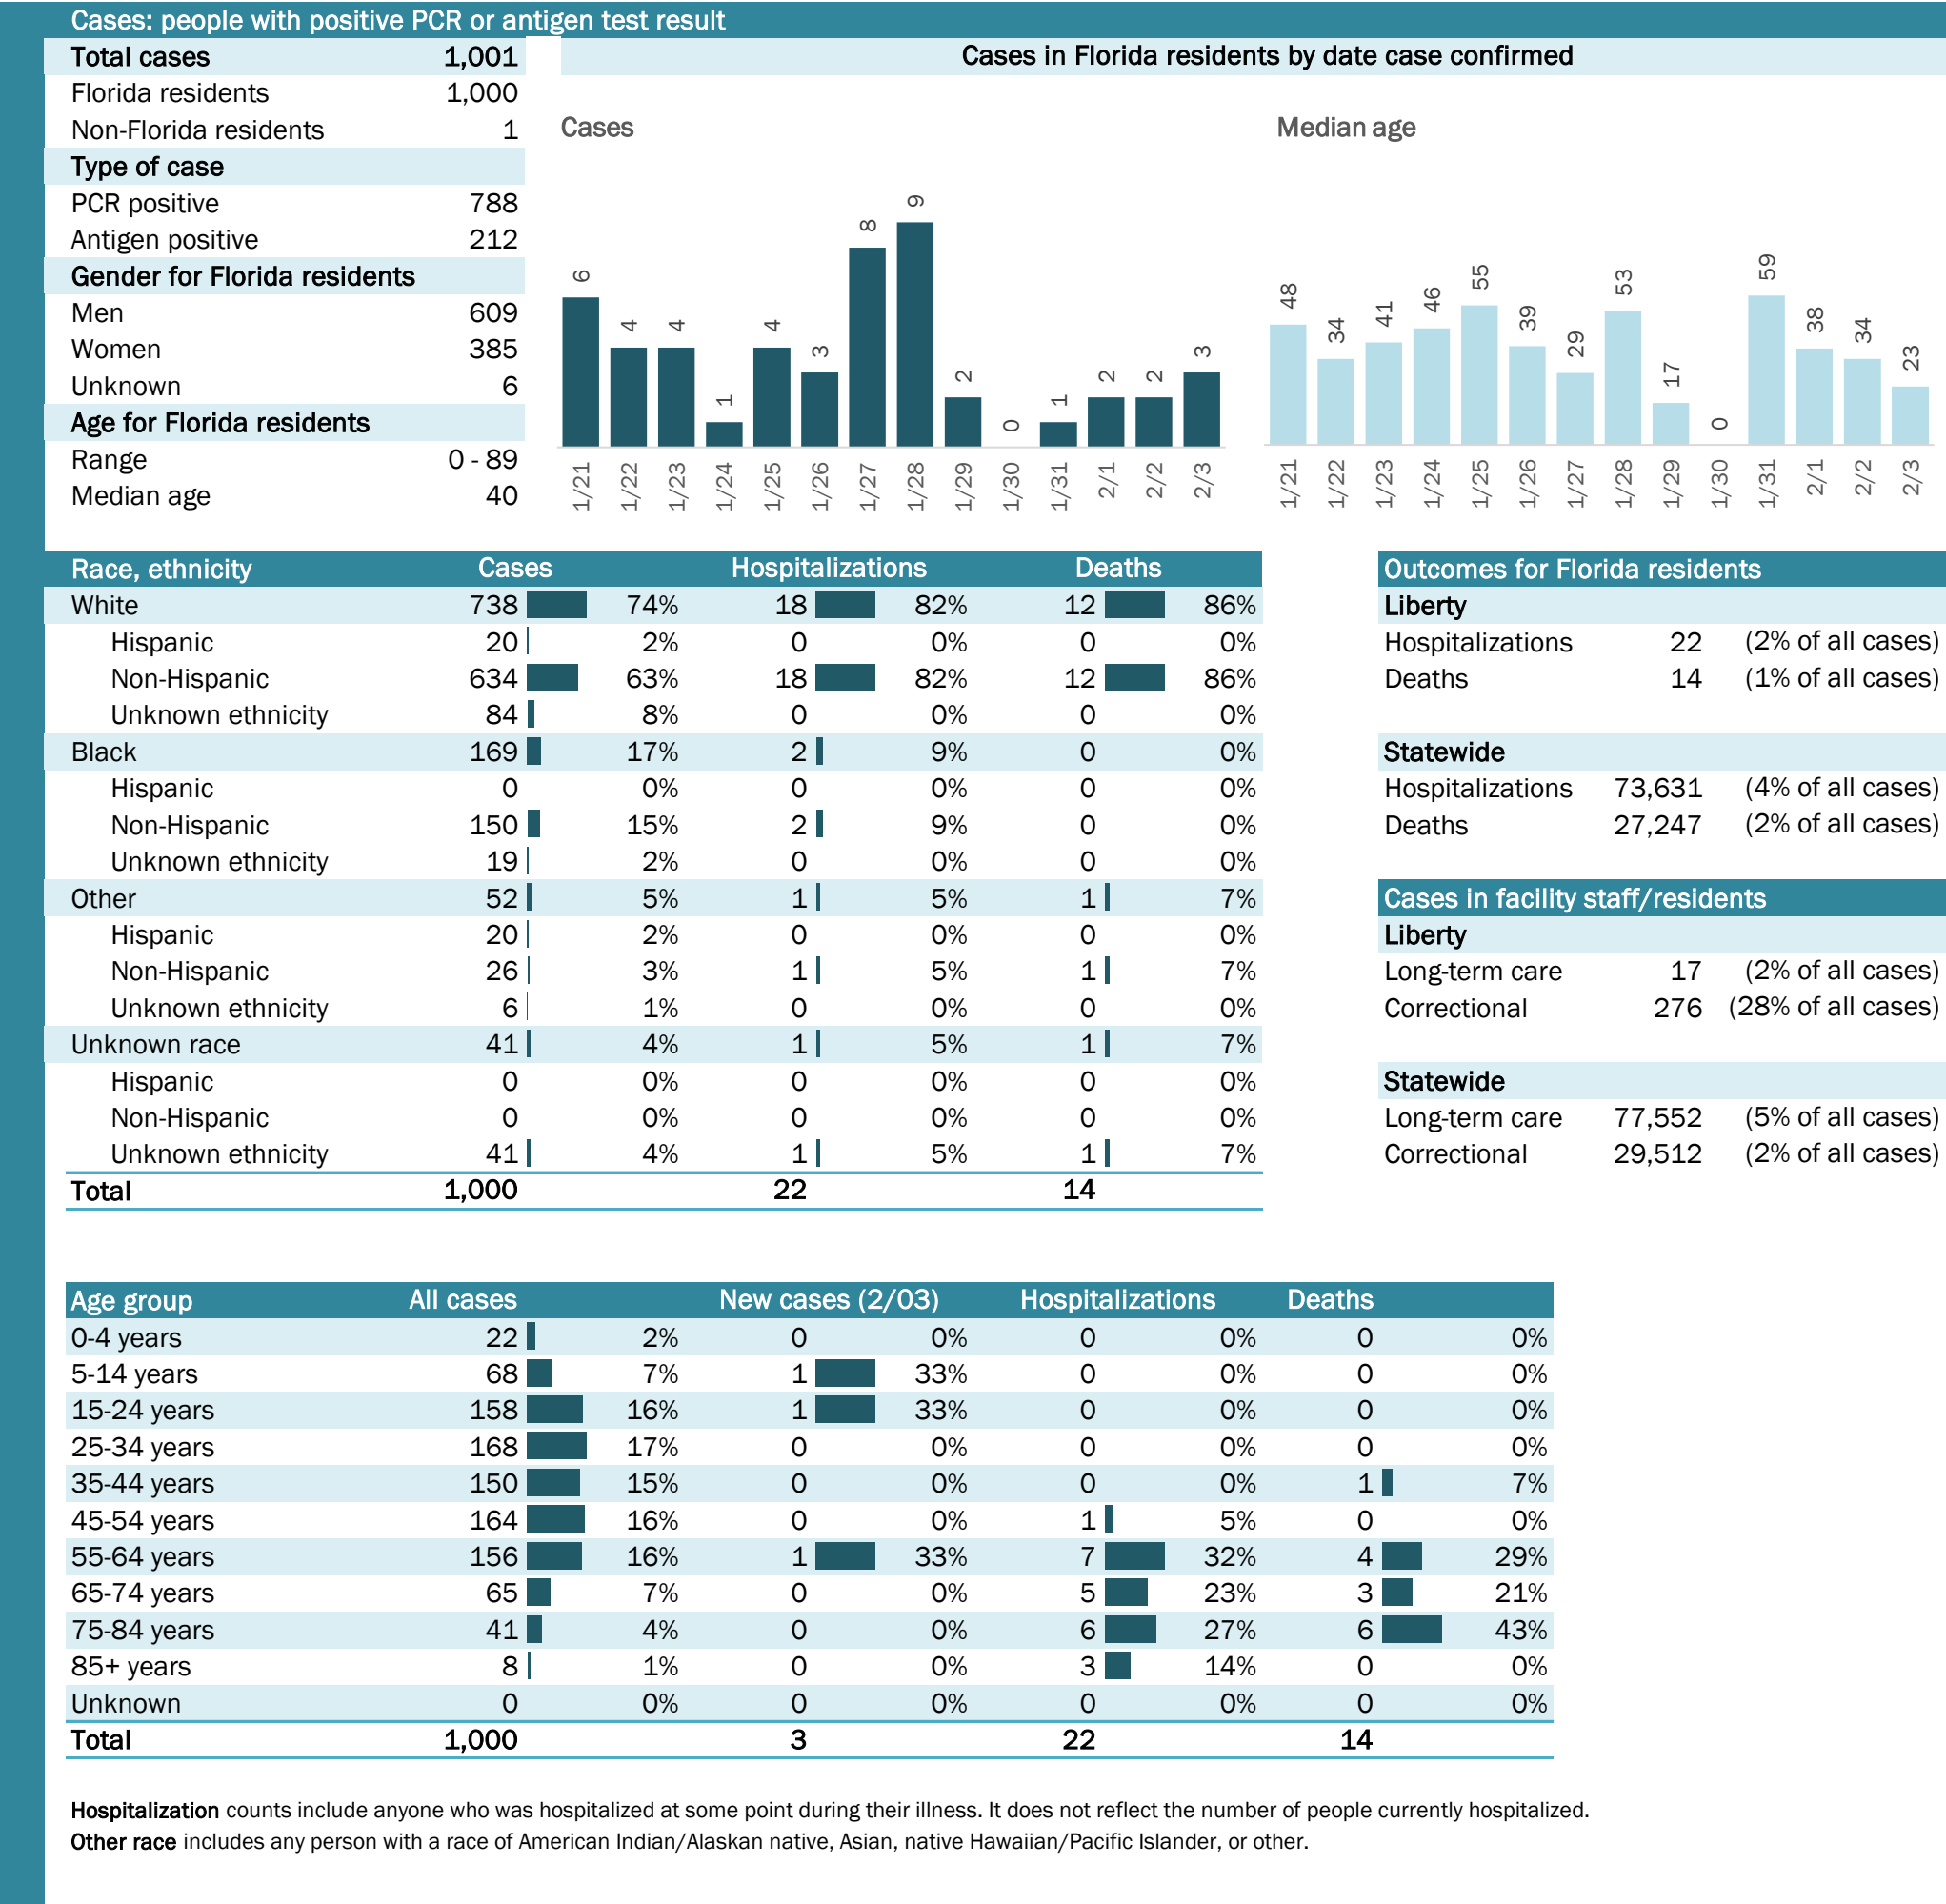 Cases: people with positive PCR or antigen test result
Total cases 1,001
Florida residents 1,000
Non-Florida residents 1
Type of case
PCR positive 788
Antigen positive 212
Gender for Florida residents
Men 609
Women 385
Unknown 6
Age for Florida residents
Range 0 - 89
Median age 40
Cases in Florida residents by date case confirmed
Cases
6 4 4 1 4 3 8 9 2 0 1 2 2 3
1/21 1/22 1/23 1/24 1/25 1/26 1/27 1/28 1/29 1/30 1/31 2/1 2/2 2/3
Median age
48 34 41 46 55 39 29 53 17 0 59 38 34 23
1/21 1/22 1/23 1/24 1/25 1/26 1/27 1/28 1/29 1/30 1/31 2/1 2/2 2/3
Race, ethnicity Cases Hospitalizations Deaths
White 738 74% 18 82% 12 86%
Hispanic 20 2% 0 0% 0 0%
Non-Hispanic 634 63% 18 82% 12 86%
Unknown ethnicity 84 8% 0 0% 0 0%
Black 169 17% 2 9% 0 0%
Hispanic 0 0% 0 0% 0 0%
Non-Hispanic 150 15% 2 9% 0 0%
Unknown ethnicity 19 2% 0 0% 0 0%
Other 52 5% 1 5% 1 7%
Hispanic 20 2% 0 0% 0 0%
Non-Hispanic 26 3% 1 5% 1 7%
Unknown ethnicity 6 1% 0 0% 0 0%
Unknown race 41 4% 1 5% 1 7%
Hispanic 0 0% 0 0% 0 0%
Non-Hispanic 0 0% 0 0% 0 0%
Unknown ethnicity 41 4% 1 5% 1 7%
Total 1,000 22 14
Outcomes for Florida residents
Liberty
Hospitalizations 22 (2% of all cases)
Deaths 14 (1% of all cases)
Statewide
Hospitalizations 73,631 (4% of all cases)
Deaths 27,247 (2% of all cases)
Cases in facility staff/residents
Liberty
Long-term care 17 (2% of all cases)
Correctional 276 (28% of all cases)
Statewide
Long-term care 77,552 (5% of all cases)
Correctional 29,512 (2% of all cases)
Age group All cases New cases (2/03) Hospitalizations Deaths
0-4 years 22 2% 0 0% 0 0% 0 0%
5-14 years 68 7% 1 33% 0 0% 0 0%
15-24 years 158 16% 1 33% 0 0% 0 0%
25-34 years 168 17% 0 0% 0 0% 0 0%
35-44 years 150 15% 0 0% 0 0% 1 7%
45-54 years 164 16% 0 0% 1 5% 0 0%
55-64 years 156 16% 1 33% 7 32% 4 29%
65-74 years 65 7% 0 0% 5 23% 3 21%
75-84 years 41 4% 0 0% 6 27% 6 43%
85+ years 8 1% 0 0% 3 14% 0 0%
Unknown 0 0% 0 0% 0 0% 0 0%
Total 1,000 3 22 14
Hospitalization counts include anyone who was hospitalized at some point during their illness. It does not reflect the number of people currently hospitalized.
Other race includes any person with a race of American Indian/Alaskan native, Asian, native Hawaiian/Pacific Islander, or other.